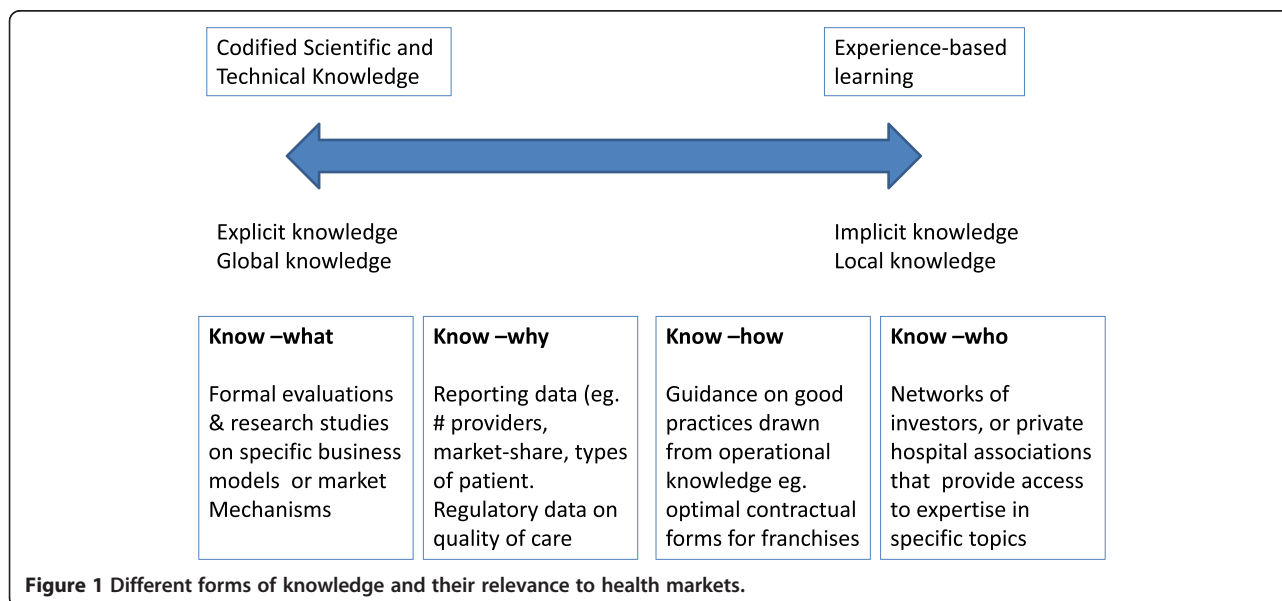 Codified Scientific and
Technical Knowledge
Experience-based
learning
Explicit knowledge
Global knowledge
Implicit knowledge
Local knowledge
Know –what
Formal evaluations
& research studies
on specific business
models or market
Mechanisms
Know –why
Reporting data (eg.
# providers,
market-share, types
of patient.
Regulatory data on
quality of care
Know –how
Guidance on good
practices drawn
from operational
knowledge eg.
optimal contractual
forms for franchises
Know –who
Networks of
investors, or private
hospital associations
that provide access
to expertise in
specific topics
Figure 1 Different forms of knowledge and their relevance to health markets.